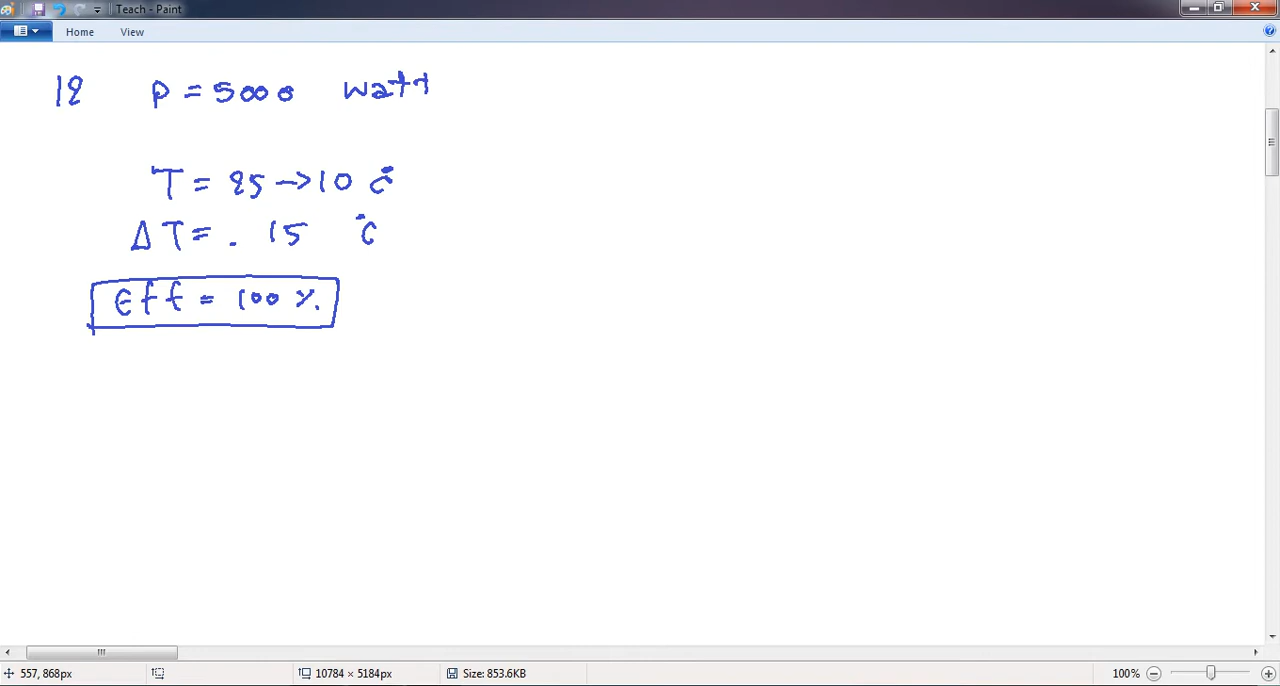 Teach - Paint
Home View
12 P = 5000 watt
T = 25 → 10 c°
Δ T = . 15 °c
Eff = 100 %.
557, 868px
10784 × 5184px
Size: 853.6KB
100%